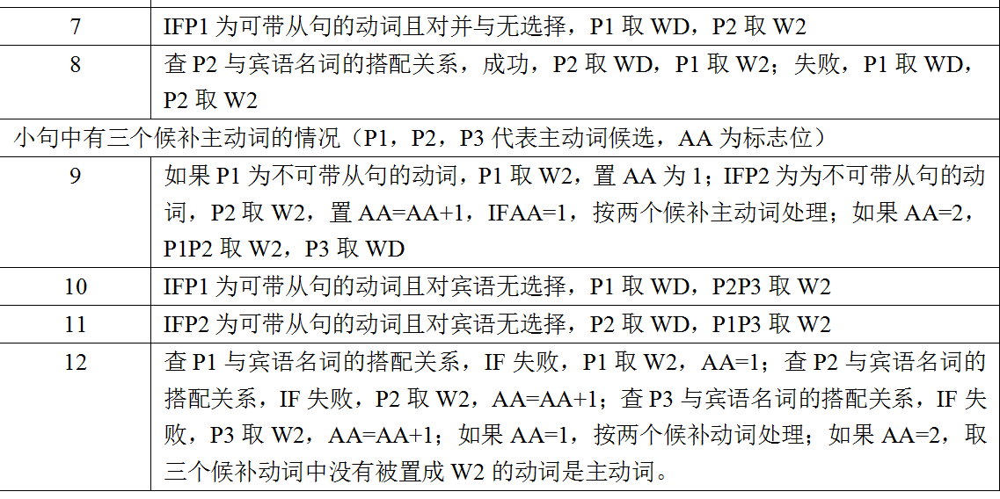 7 IFP1 为可带从句的动词且对并与无选择，P1 取 WD，P2 取 W2
8 查 P2 与宾语名词的搭配关系，成功，P2 取 WD，P1 取 W2；失败，P1 取 WD，
P2 取 W2
小句中有三个候补主动词的情况（P1，P2，P3 代表主动词候选，AA 为标志位）
9 如果 P1 为不可带从句的动词，P1 取 W2，置 AA 为 1；IFP2 为为不可带从句的动
词，P2 取 W2，置 AA=AA+1，IFAA=1，按两个候补主动词处理；如果 AA=2，
P1P2 取 W2，P3 取 WD
10 IFP1 为可带从句的动词且对宾语无选择，P1 取 WD，P2P3 取 W2
11 IFP2 为可带从句的动词且对宾语无选择，P2 取 WD，P1P3 取 W2
12 查 P1 与宾语名词的搭配关系，IF 失败，P1 取 W2，AA=1；查 P2 与宾语名词的
搭配关系，IF 失败，P2 取 W2，AA=AA+1；查 P3 与宾语名词的搭配关系，IF 失
败，P3 取 W2，AA=AA+1；如果 AA=1，按两个候补动词处理；如果 AA=2，取
三个候补动词中没有被置成 W2 的动词是主动词。